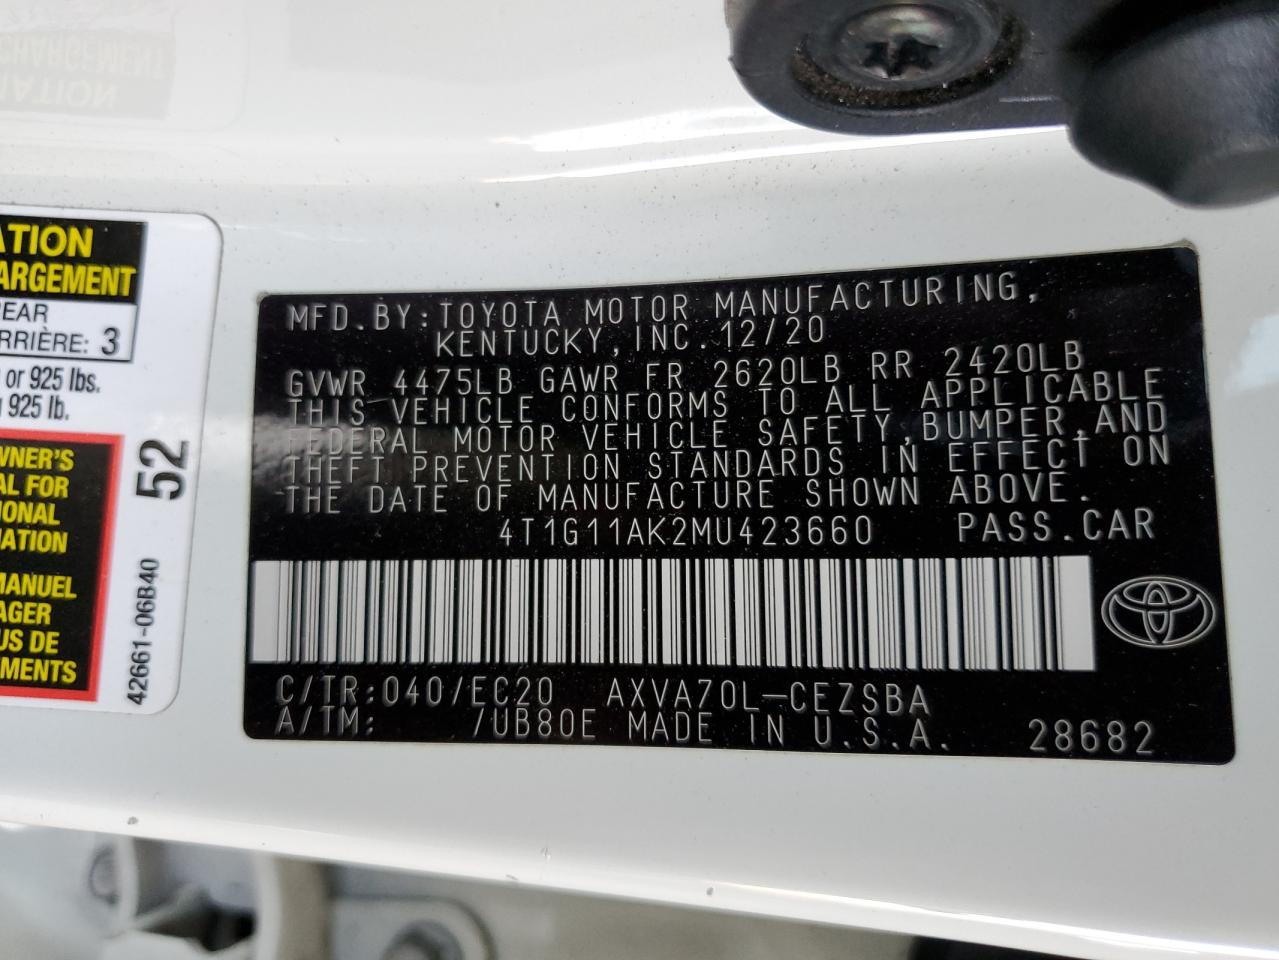 ATION
ARGEMENT
REAR
RRIÈRE: 3
or 925 lbs.
925 lb.
WNER'S
AL FOR
IONAL
MATION
MANUEL
AGER
US DE
MENTS
52
42661-06B40
MFD.BY:TOYOTA MOTOR MANUFACTURING,
KENTUCKY,INC.12/20
GVWR 4475LB GAWR FR 2620LB RR 2420LB
THIS VEHICLE CONFORMS TO ALL APPLICABLE
FEDERAL MOTOR VEHICLE SAFETY,BUMPER,AND
THEFT PREVENTION STANDARDS IN EFFECT ON
THE DATE OF MANUFACTURE SHOWN ABOVE.
4T1G11AK2MU423660 PASS.CAR
C/TR:040/EC20 AXVA70L-CEZSBA
A/TM: /UB80E MADE IN U.S.A. 28682